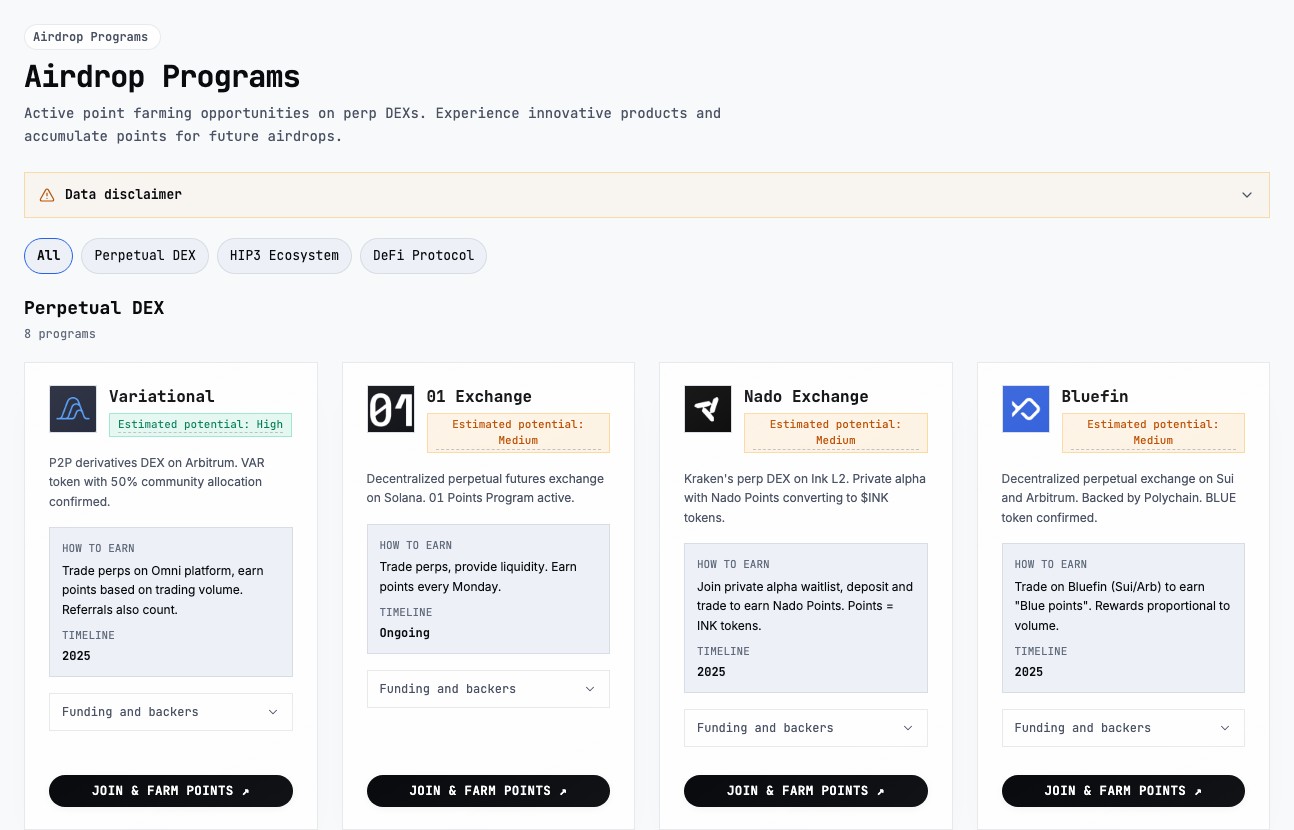 Airdrop Programs
Airdrop Programs
Active point farming opportunities on perp DEXs. Experience innovative products and
accumulate points for future airdrops.
Data disclaimer
All
Perpetual DEX
HIP3 Ecosystem
DeFi Protocol
Perpetual DEX
8 programs
Variational
Estimated potential: High
P2P derivatives DEX on Arbitrum. VAR
token with 50% community allocation
confirmed.
HOW TO EARN
Trade perps on Omni platform, earn
points based on trading volume.
Referrals also count.
TIMELINE
2025
Funding and backers
JOIN & FARM POINTS ↗
01
01 Exchange
Estimated potential:
Medium
Decentralized perpetual futures exchange
on Solana. 01 Points Program active.
HOW TO EARN
Trade perps, provide liquidity. Earn
points every Monday.
TIMELINE
Ongoing
Funding and backers
JOIN & FARM POINTS ↗
Nado Exchange
Estimated potential:
Medium
Kraken's perp DEX on Ink L2. Private alpha
with Nado Points converting to $INK
tokens.
HOW TO EARN
Join private alpha waitlist, deposit and
trade to earn Nado Points. Points =
INK tokens.
TIMELINE
2025
Funding and backers
JOIN & FARM POINTS ↗
Bluefin
Estimated potential:
Medium
Decentralized perpetual exchange on Sui
and Arbitrum. Backed by Polychain. BLUE
token confirmed.
HOW TO EARN
Trade on Bluefin (Sui/Arb) to earn
"Blue points". Rewards proportional to
volume.
TIMELINE
2025
Funding and backers
JOIN & FARM POINTS ↗